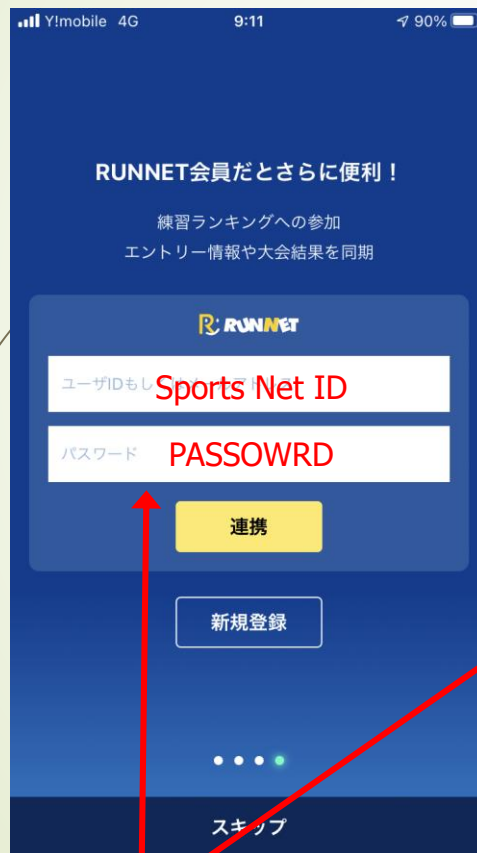 Y!mobile 4G 9:11 90%
RUNNET会員だとさらに便利！
練習ランキングへの参加
エントリー情報や大会結果を同期
R: RUNNET
ユーザIDもし
Sports Net ID
パスワード
PASSOWRD
連携
新規登録
スキップ